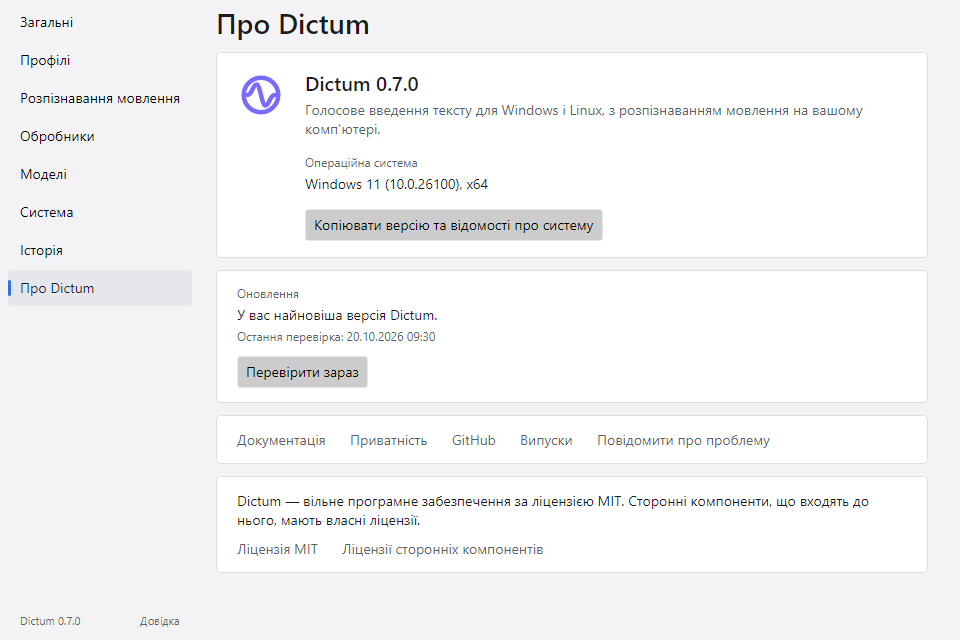 Загальні
Профілі
Розпізнавання мовлення
Обробники
Моделі
Система
Історія
Про Dictum
Dictum 0.7.0
Довідка
Про Dictum
Dictum 0.7.0
Голосове введення тексту для Windows і Linux, з розпізнаванням мовлення на вашому
комп'ютері.
Операційна система
Windows 11 (10.0.26100), x64
Копіювати версію та відомості про систему
Оновлення
У вас найновіша версія Dictum.
Остання перевірка: 20.10.2026 09:30
Перевірити зараз
Документація
Приватність
GitHub
Випуски
Повідомити про проблему
Dictum — вільне програмне забезпечення за ліцензією MIT. Сторонні компоненти, що входять до
нього, мають власні ліцензії.
Ліцензія MIT
Ліцензії сторонніх компонентів